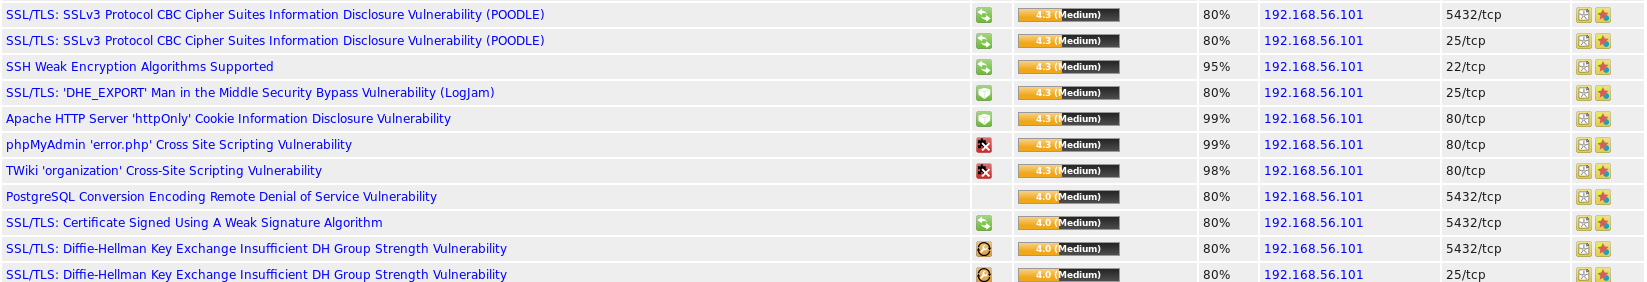 SSL/TLS: SSLv3 Protocol CBC Cipher Suites Information Disclosure Vulnerability (POODLE) 4.3 (Medium) 80% 192.168.56.101 5432/tcp
SSL/TLS: SSLv3 Protocol CBC Cipher Suites Information Disclosure Vulnerability (POODLE) 4.3 (Medium) 80% 192.168.56.101 25/tcp
SSH Weak Encryption Algorithms Supported 4.3 (Medium) 95% 192.168.56.101 22/tcp
SSL/TLS: 'DHE_EXPORT' Man in the Middle Security Bypass Vulnerability (LogJam) 4.3 (Medium) 80% 192.168.56.101 25/tcp
Apache HTTP Server 'httpOnly' Cookie Information Disclosure Vulnerability 4.3 (Medium) 99% 192.168.56.101 80/tcp
phpMyAdmin 'error.php' Cross Site Scripting Vulnerability 4.3 (Medium) 99% 192.168.56.101 80/tcp
TWiki 'organization' Cross-Site Scripting Vulnerability 4.3 (Medium) 98% 192.168.56.101 80/tcp
PostgreSQL Conversion Encoding Remote Denial of Service Vulnerability 4.0 (Medium) 80% 192.168.56.101 5432/tcp
SSL/TLS: Certificate Signed Using A Weak Signature Algorithm 4.0 (Medium) 80% 192.168.56.101 5432/tcp
SSL/TLS: Diffie-Hellman Key Exchange Insufficient DH Group Strength Vulnerability 4.0 (Medium) 80% 192.168.56.101 5432/tcp
SSL/TLS: Diffie-Hellman Key Exchange Insufficient DH Group Strength Vulnerability 4.0 (Medium) 80% 192.168.56.101 25/tcp